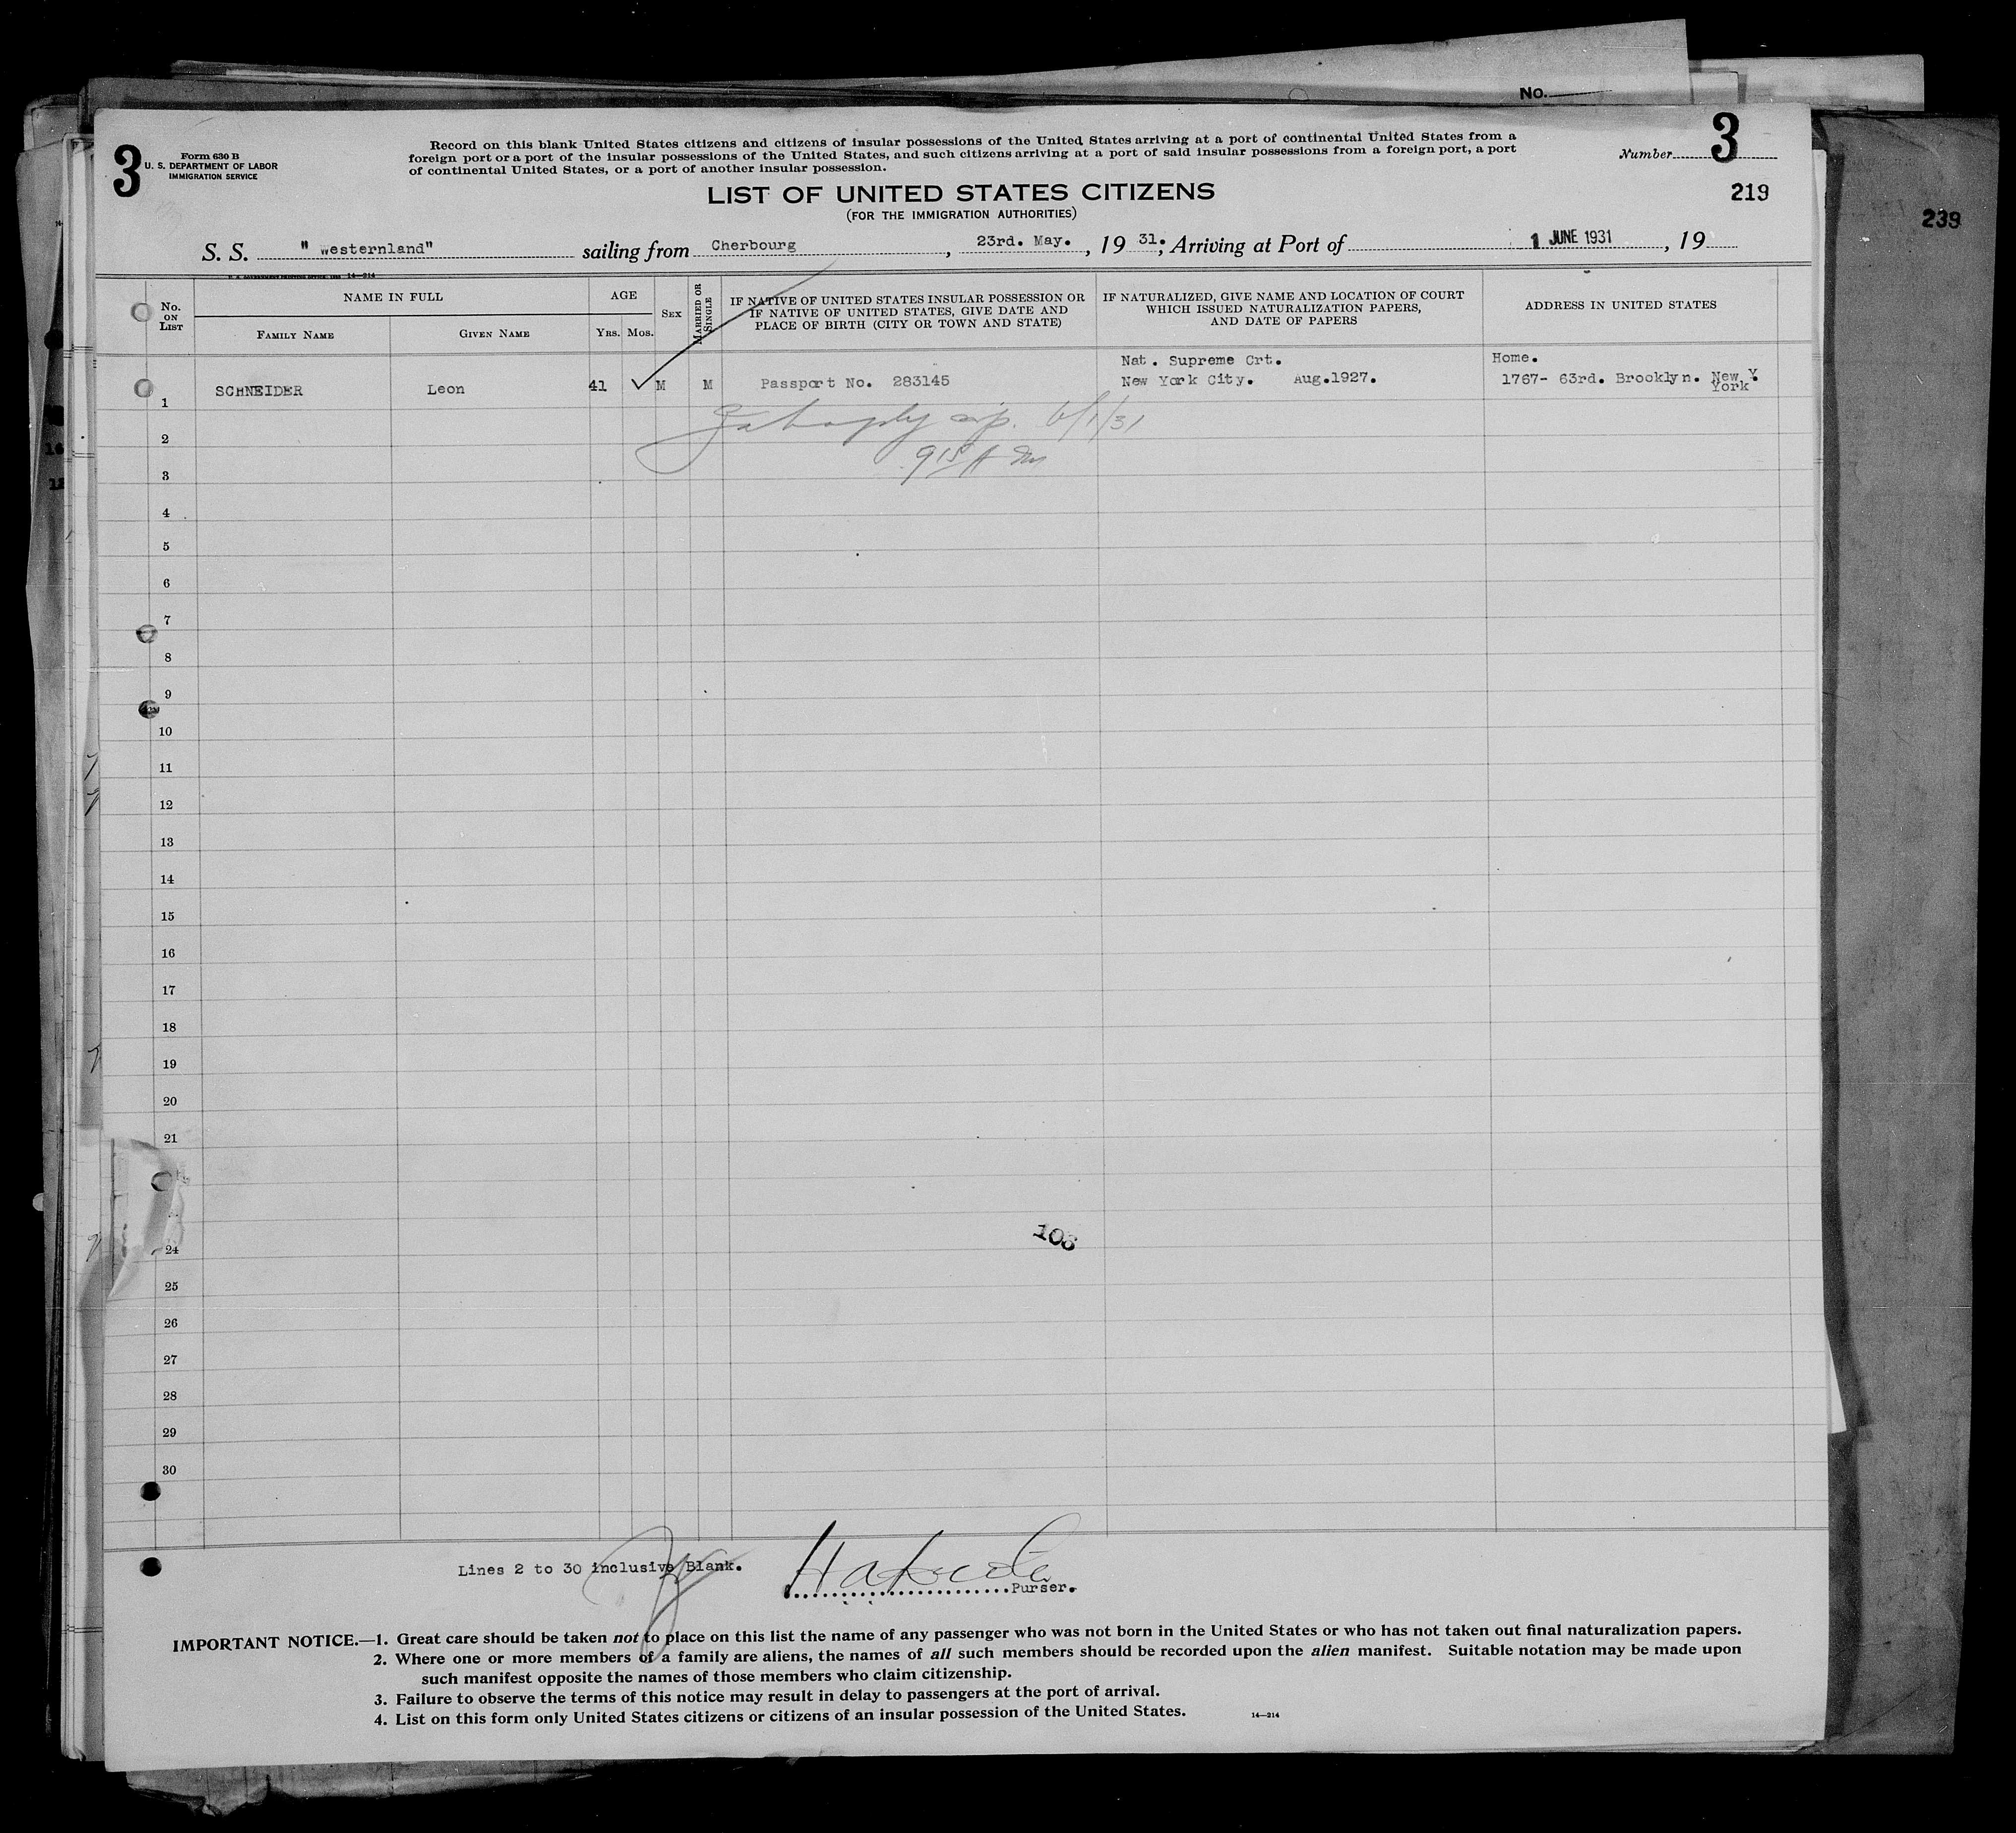 No.
3
Form 630 B
U. S. DEPARTMENT OF LABOR
IMMIGRATION SERVICE
Record on this blank United States citizens and citizens of insular possessions of the United States arriving at a port of continental United States from a
foreign port or a port of the insular possessions of the United States, and such citizens arriving at a port of said insular possessions from a foreign port, a port
of continental United States, or a port of another insular possession.
Number 3
LIST OF UNITED STATES CITIZENS
(FOR THE IMMIGRATION AUTHORITIES)
219
239
S. S. "Westernland" sailing from Cherbourg, 23rd. May., 19 31.; Arriving at Port of 1 JUNE 1931, 19
14—214
No. ON LIST
NAME IN FULL
FAMILY NAME
GIVEN NAME
AGE
YRS. MOS.
SEX
MARRIED OR SINGLE
IF NATIVE OF UNITED STATES INSULAR POSSESSION OR
IF NATIVE OF UNITED STATES, GIVE DATE AND
PLACE OF BIRTH (CITY OR TOWN AND STATE)
IF NATURALIZED, GIVE NAME AND LOCATION OF COURT
WHICH ISSUED NATURALIZATION PAPERS,
AND DATE OF PAPERS
ADDRESS IN UNITED STATES
Nat. Supreme Crt.
Home.
1 SCHNEIDER Leon 41 M M Passport No. 283145 New York City. Aug.1927. 1767- 63rd. Brooklyn. New Y.
York
6/1/31
2
915 A M
3
4
5
6
7
8
9
10
11
12
13
14
15
16
17
18
19
20
21
24
106
25
26
27
28
29
30
Lines 2 to 30 inclusive Blank.
Purser.
IMPORTANT NOTICE.—1. Great care should be taken not to place on this list the name of any passenger who was not born in the United States or who has not taken out final naturalization papers.
2. Where one or more members of a family are aliens, the names of all such members should be recorded upon the alien manifest. Suitable notation may be made upon
such manifest opposite the names of those members who claim citizenship.
3. Failure to observe the terms of this notice may result in delay to passengers at the port of arrival.
4. List on this form only United States citizens or citizens of an insular possession of the United States. 14—214